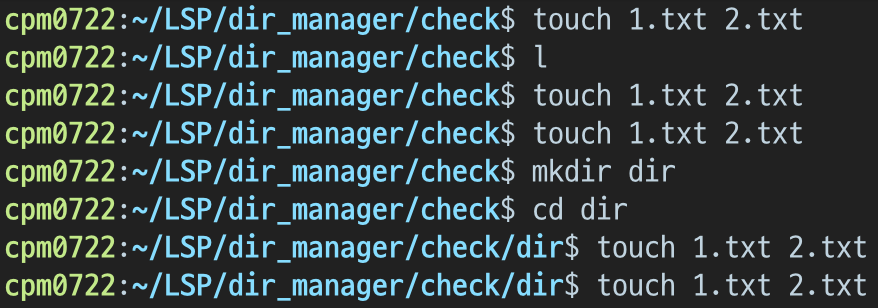 cpm0722:~/LSP/dir_manager/check$ touch 1.txt 2.txt
cpm0722:~/LSP/dir_manager/check$ l
cpm0722:~/LSP/dir_manager/check$ touch 1.txt 2.txt
cpm0722:~/LSP/dir_manager/check$ touch 1.txt 2.txt
cpm0722:~/LSP/dir_manager/check$ mkdir dir
cpm0722:~/LSP/dir_manager/check$ cd dir
cpm0722:~/LSP/dir_manager/check/dir$ touch 1.txt 2.txt
cpm0722:~/LSP/dir_manager/check/dir$ touch 1.txt 2.txt